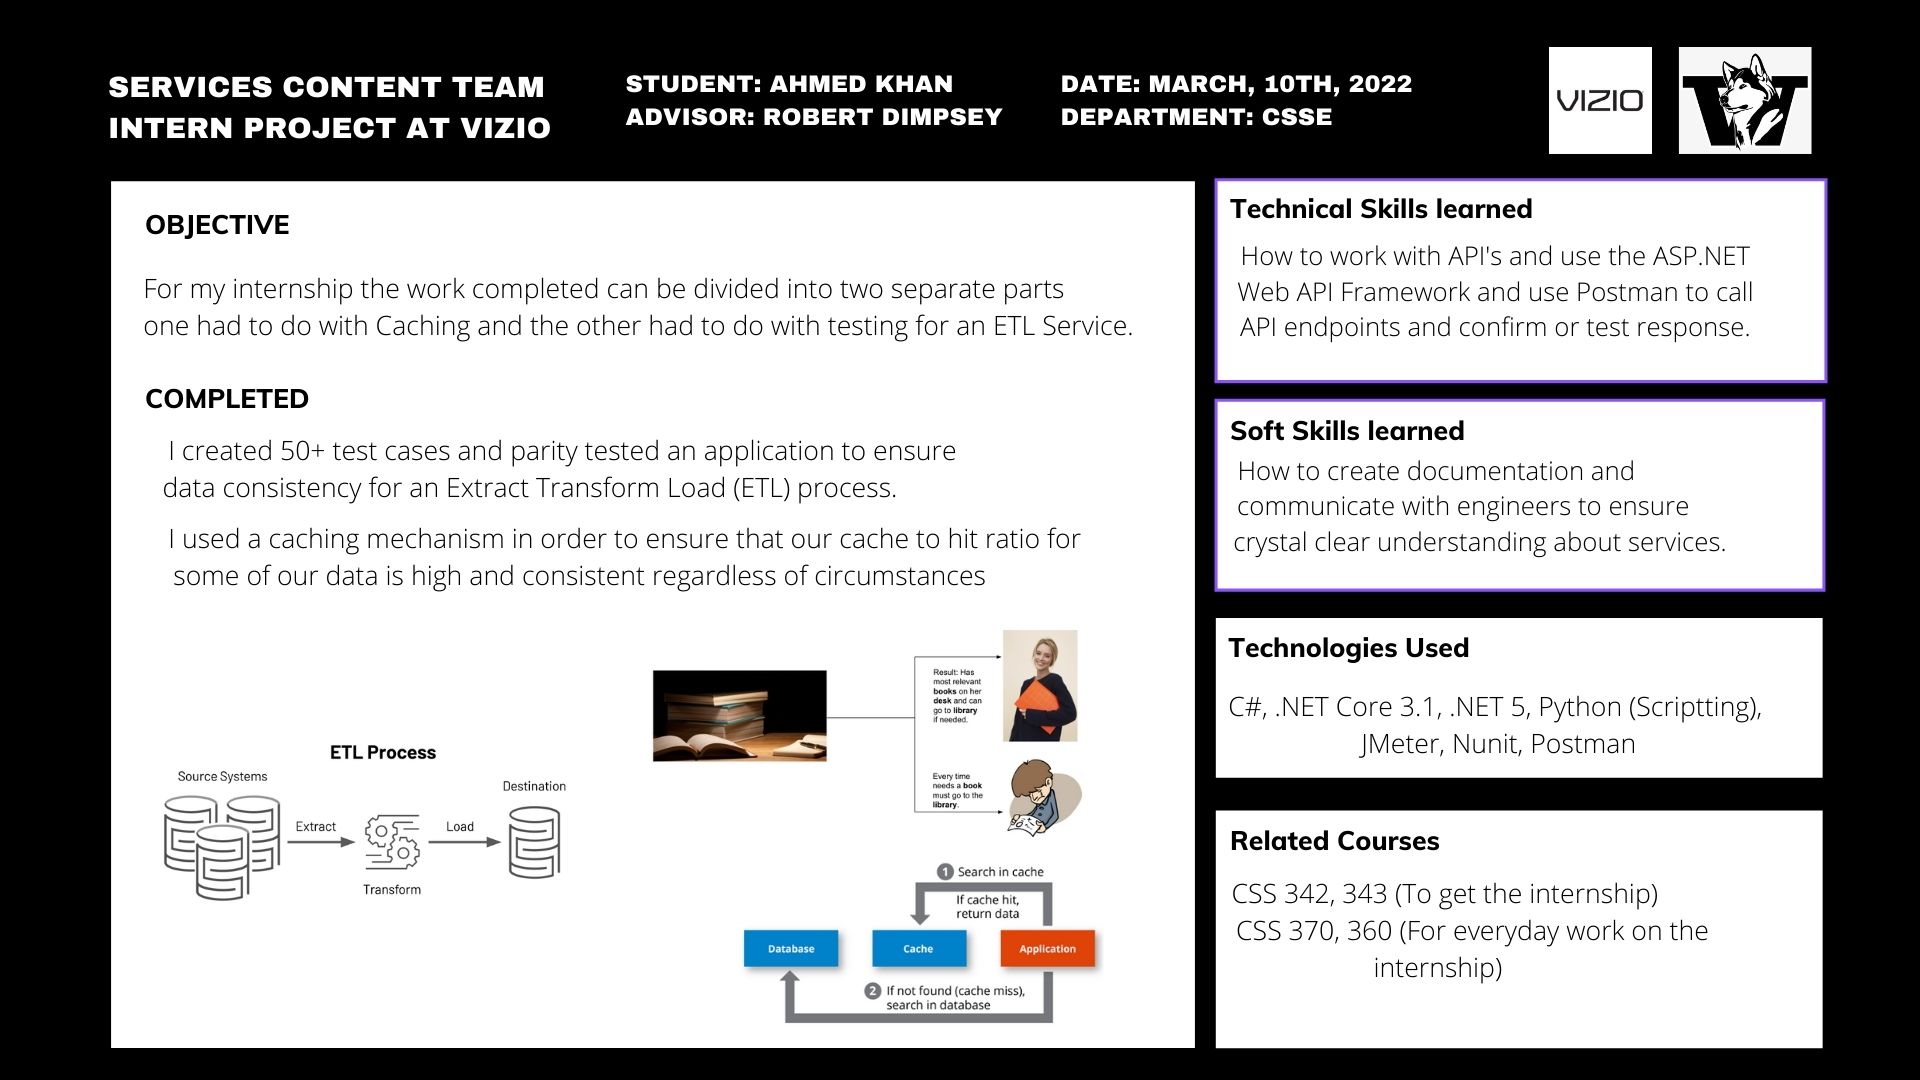 SERVICES CONTENT TEAM
INTERN PROJECT AT VIZIO
STUDENT: AHMED KHAN
ADVISOR: ROBERT DIMPSEY
DATE: MARCH, 10TH, 2022
DEPARTMENT: CSSE
VIZIO
W
OBJECTIVE
For my internship the work completed can be divided into two separate parts
one had to do with Caching and the other had to do with testing for an ETL Service.
COMPLETED
I created 50+ test cases and parity tested an application to ensure
data consistency for an Extract Transform Load (ETL) process.
I used a caching mechanism in order to ensure that our cache to hit ratio for
some of our data is high and consistent regardless of circumstances
ETL Process
Source Systems
Extract
Transform
Load
Destination
Result: Has
most relevant
books on her
desk and can
go to library
if needed.
Every time
needs a book
must go to the
library.
1 Search in cache
If cache hit,
return data
Database
Cache
Application
2 If not found (cache miss),
search in database
Technical Skills learned
How to work with API's and use the ASP.NET
Web API Framework and use Postman to call
API endpoints and confirm or test response.
Soft Skills learned
How to create documentation and
communicate with engineers to ensure
crystal clear understanding about services.
Technologies Used
C#, .NET Core 3.1, .NET 5, Python (Scriptting),
JMeter, Nunit, Postman
Related Courses
CSS 342, 343 (To get the internship)
CSS 370, 360 (For everyday work on the
internship)